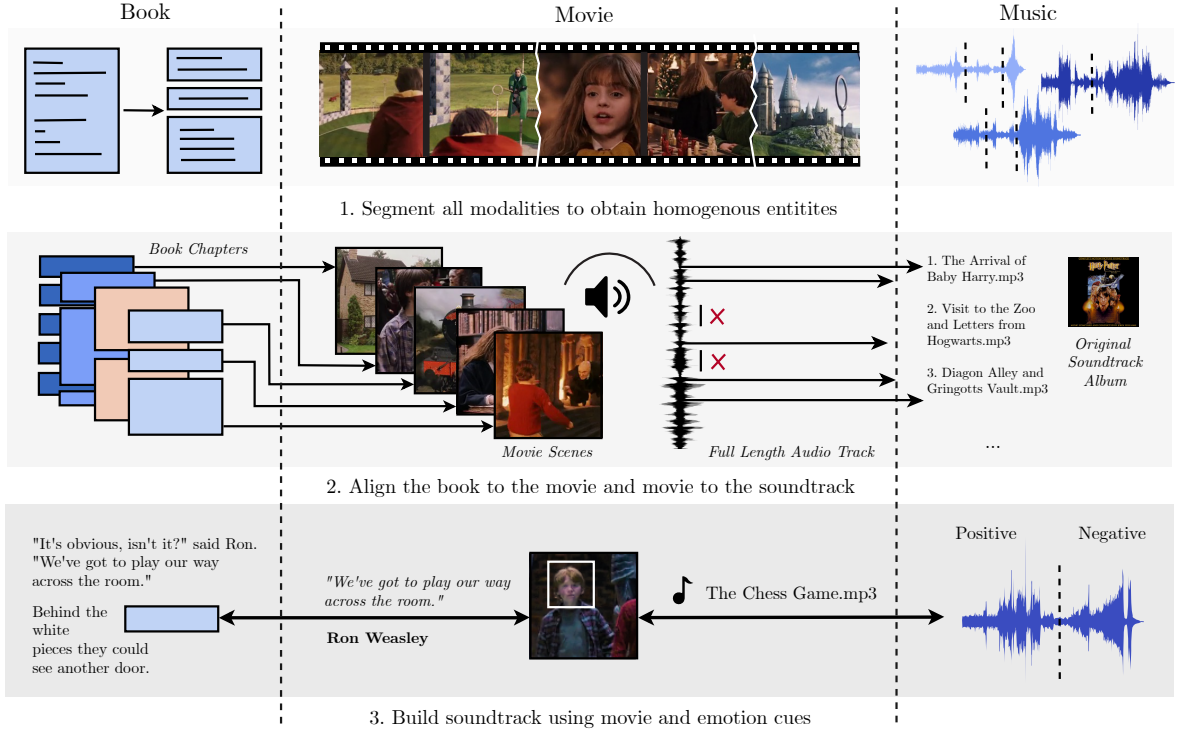 Book
Movie
Music
1. Segment all modalities to obtain homogenous entitites
Book Chapters
Movie Scenes
Full Length Audio Track
1. The Arrival of
Baby Harry.mp3
2. Visit to the Zoo
and Letters from
Hogwarts.mp3
3. Diagon Alley and
Gringotts Vault.mp3
...
Original
Soundtrack
Album
2. Align the book to the movie and movie to the soundtrack
"It's obvious, isn't it?" said Ron.
"We've got to play our way
across the room."
Behind the
white
pieces they could
see another door.
"We've got to play our way
across the room."
Ron Weasley
The Chess Game.mp3
Positive
Negative
3. Build soundtrack using movie and emotion cues